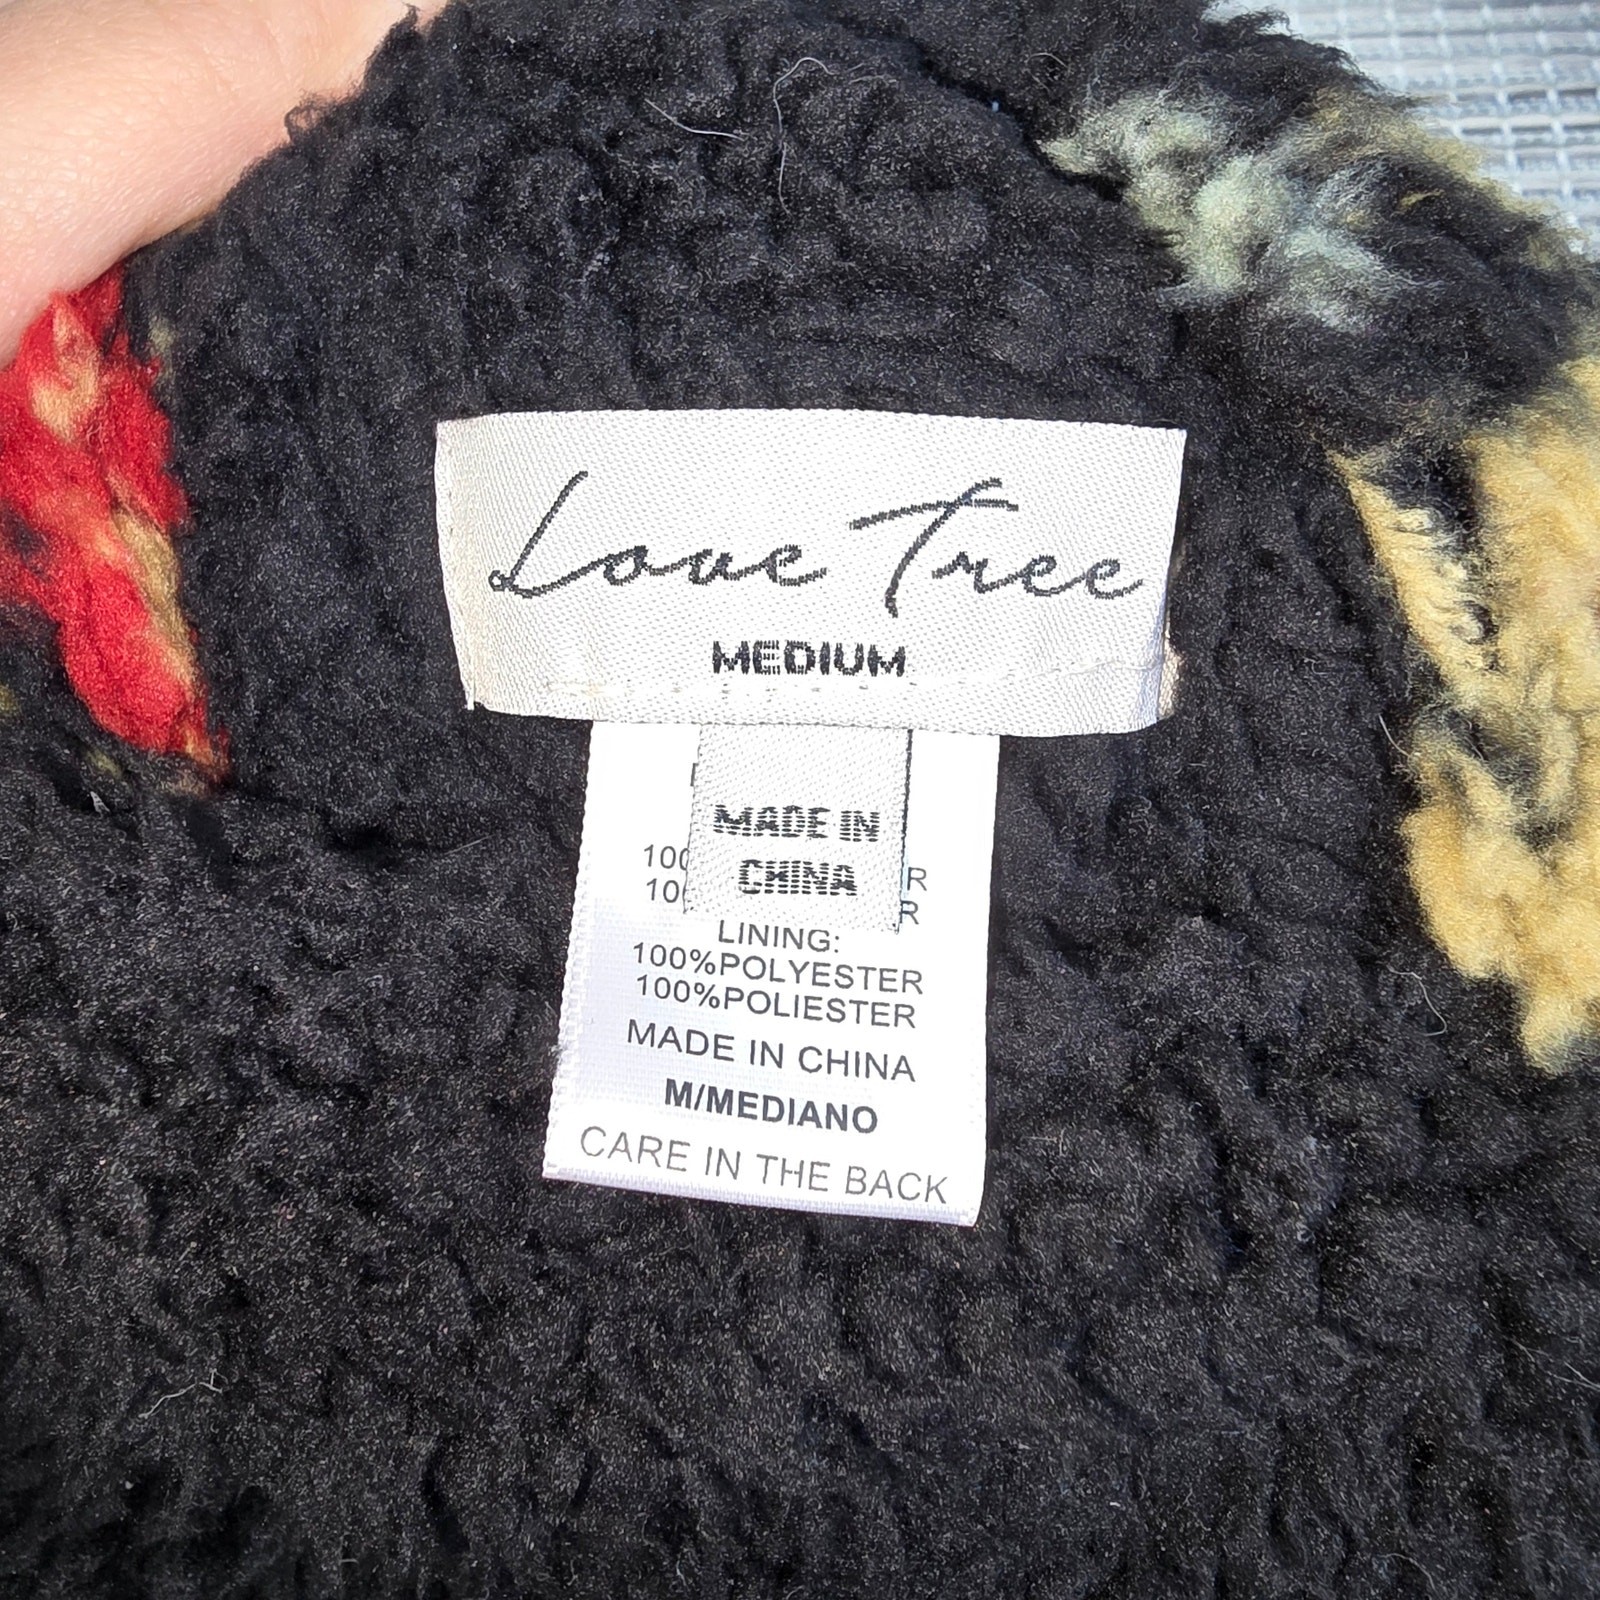 Love Tree
MEDIUM
MADE IN
CHINA
LINING:
100%POLYESTER
100%POLIESTER
MADE IN CHINA
M/MEDIANO
CARE IN THE BACK